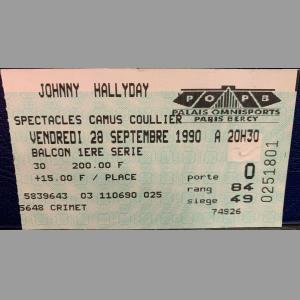 JOHNNY HALLYDAY
POPB
PALAIS OMNISPORTS
PARIS BERCY
SPECTACLES CAMUS COULLIER
VENDREDI 28 SEPTEMBRE 1990 A 20H30
BALCON 1ERE SERIE
30 200.00 F
+15.00 F / PLACE
porte 0
rang 84
siege 49
5839643 03 110690 025
74926
5648 CRIMET
0251801